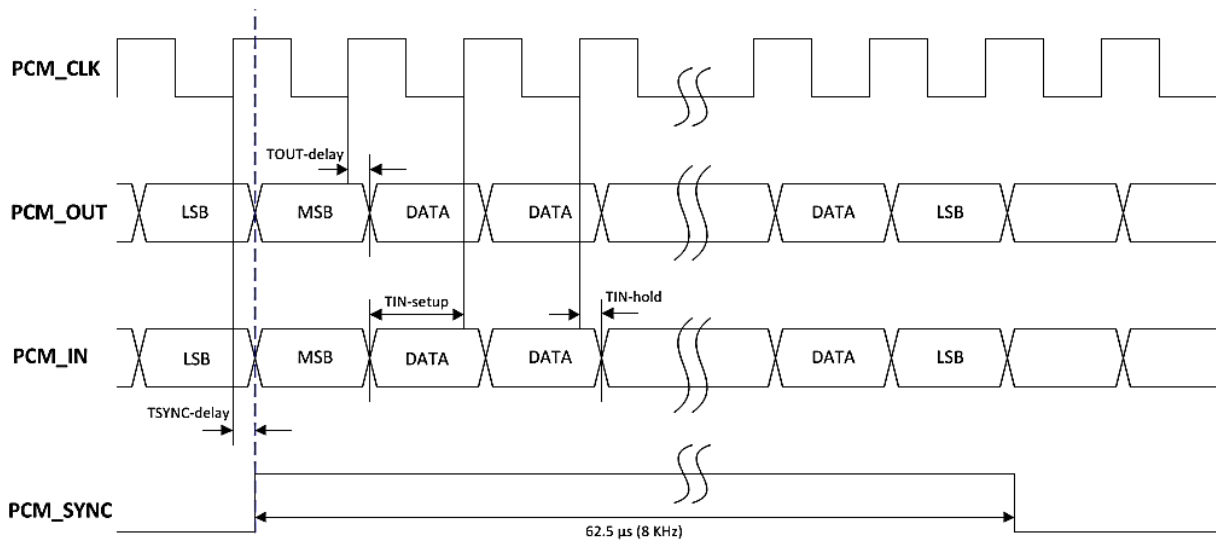 PCM_CLK
TOUT-delay
PCM_OUT
LSB
MSB
DATA
DATA
DATA
LSB
TIN-setup
TIN-hold
PCM_IN
LSB
MSB
DATA
DATA
DATA
LSB
TSYNC-delay
PCM_SYNC
62.5 µs (8 KHz)